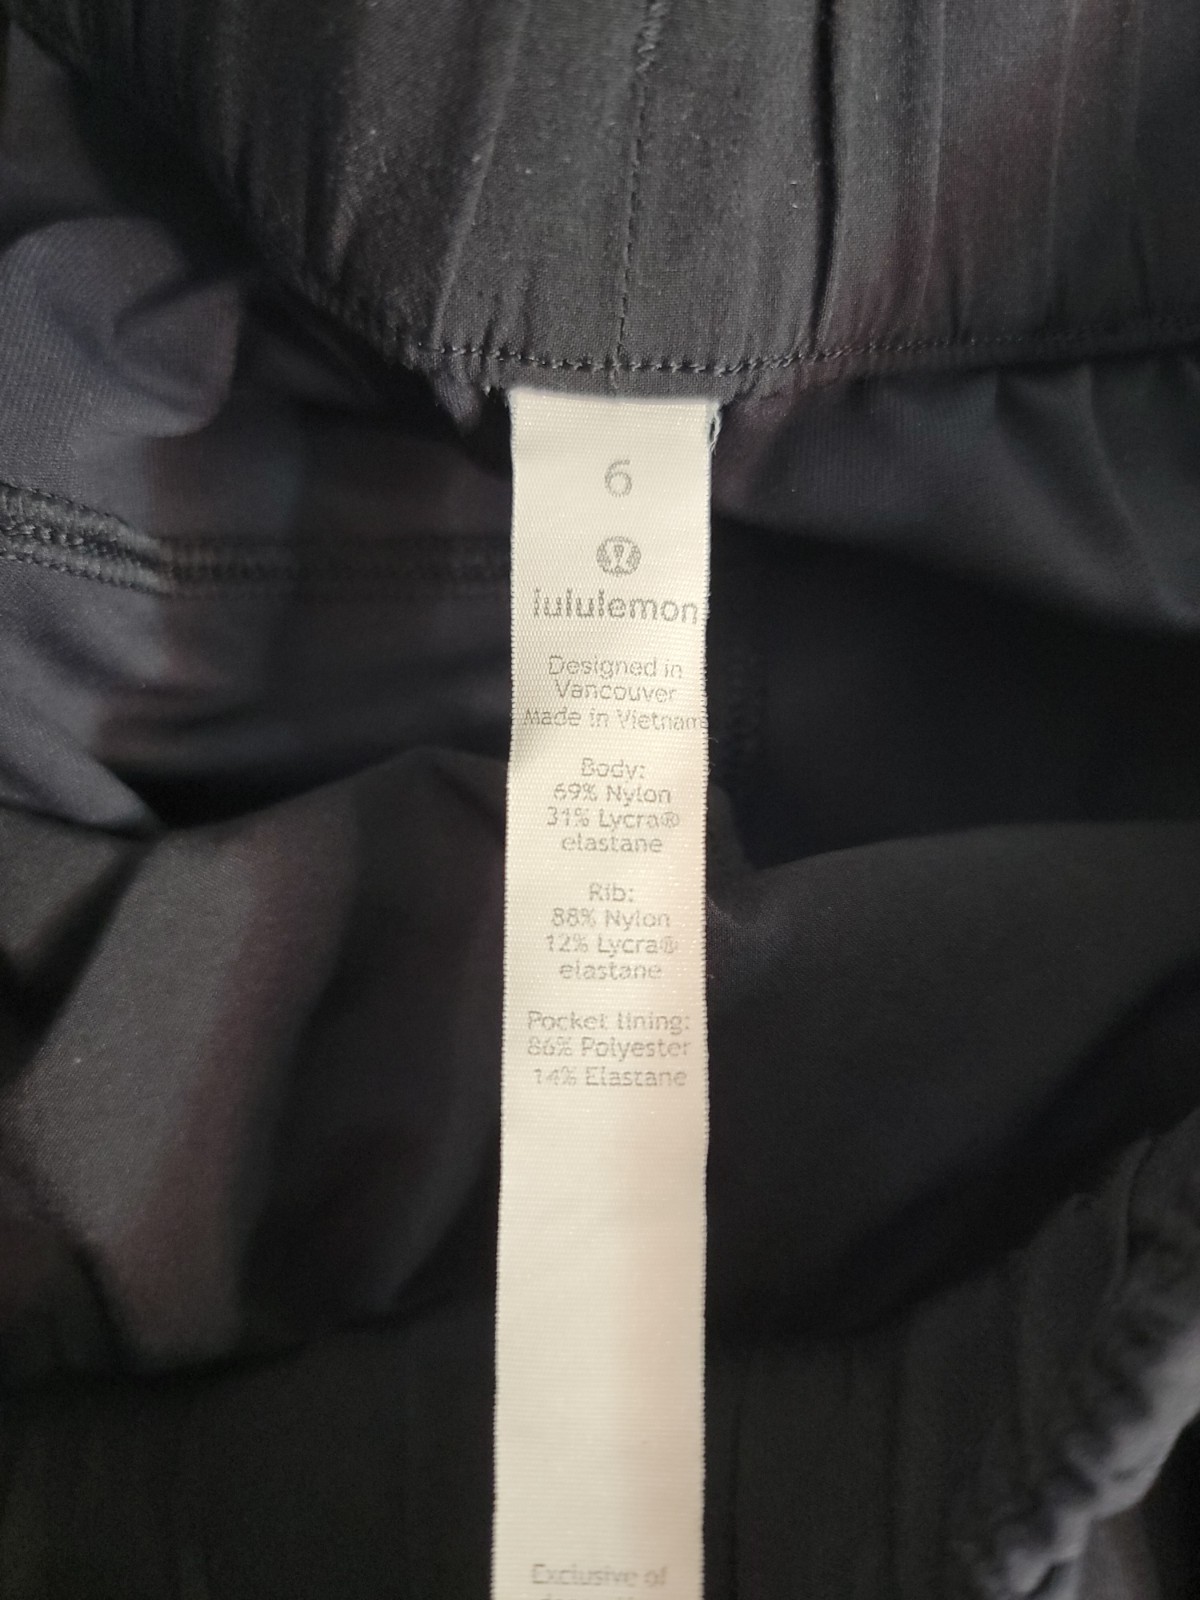 6
lululemon
Designed in
Vancouver
Made in Vietnam
Body:
69% Nylon
31% Lycra®
elastane
Rib:
88% Nylon
12% Lycra®
elastane
Pocket lining:
86% Polyester
14% Elastane
Exclusive of